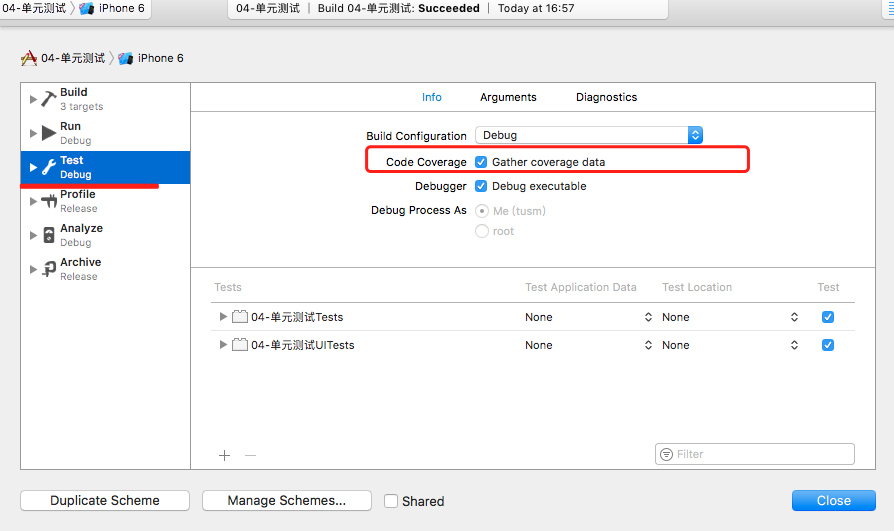 04-单元测试 〉 iPhone 6
04-单元测试 | Build 04-单元测试: Succeeded | Today at 16:57
04-单元测试 〉 iPhone 6
Build
3 targets
Run
Debug
Test
Debug
Profile
Release
Analyze
Debug
Archive
Release
Info Arguments Diagnostics
Build Configuration Debug
Code Coverage Gather coverage data
Debugger Debug executable
Debug Process As Me (tusm)
root
Tests Test Application Data Test Location Test
04-单元测试Tests None None
04-单元测试UITests None None
Filter
Duplicate Scheme Manage Schemes... Shared Close